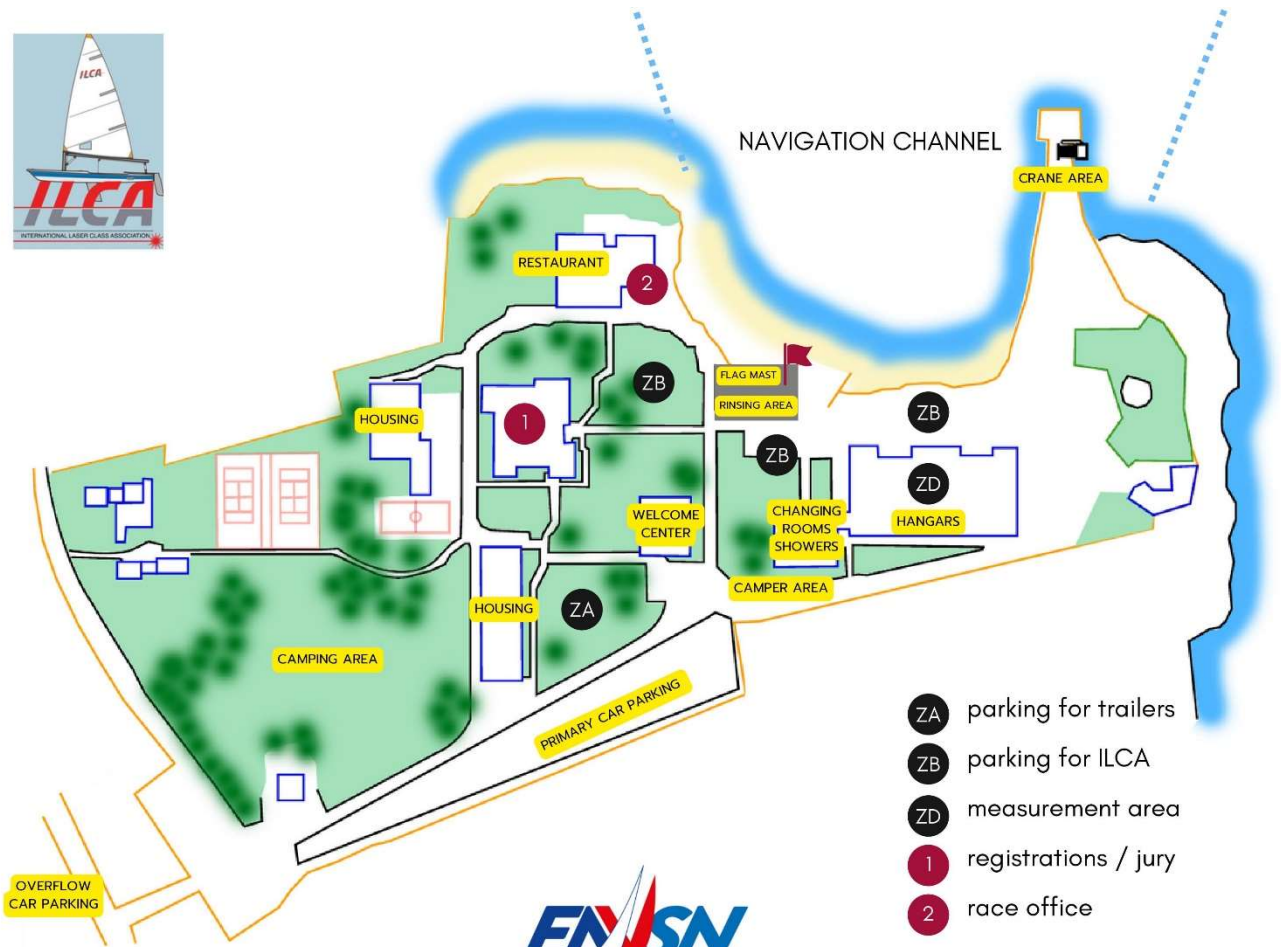 ILCA
ILCA
INTERNATIONAL LASER CLASS ASSOCIATION
NAVIGATION CHANNEL
CRANE AREA
RESTAURANT
2
FLAG MAST
RINSING AREA
ZB
ZB
HOUSING
1
ZB
ZD
HANGARS
WELCOME
CENTER
CHANGING
ROOMS
SHOWERS
CAMPER AREA
HOUSING
ZA
CAMPING AREA
PRIMARY CAR PARKING
OVERFLOW
CAR PARKING
ZA parking for trailers
ZB parking for ILCA
ZD measurement area
1 registrations / jury
2 race office